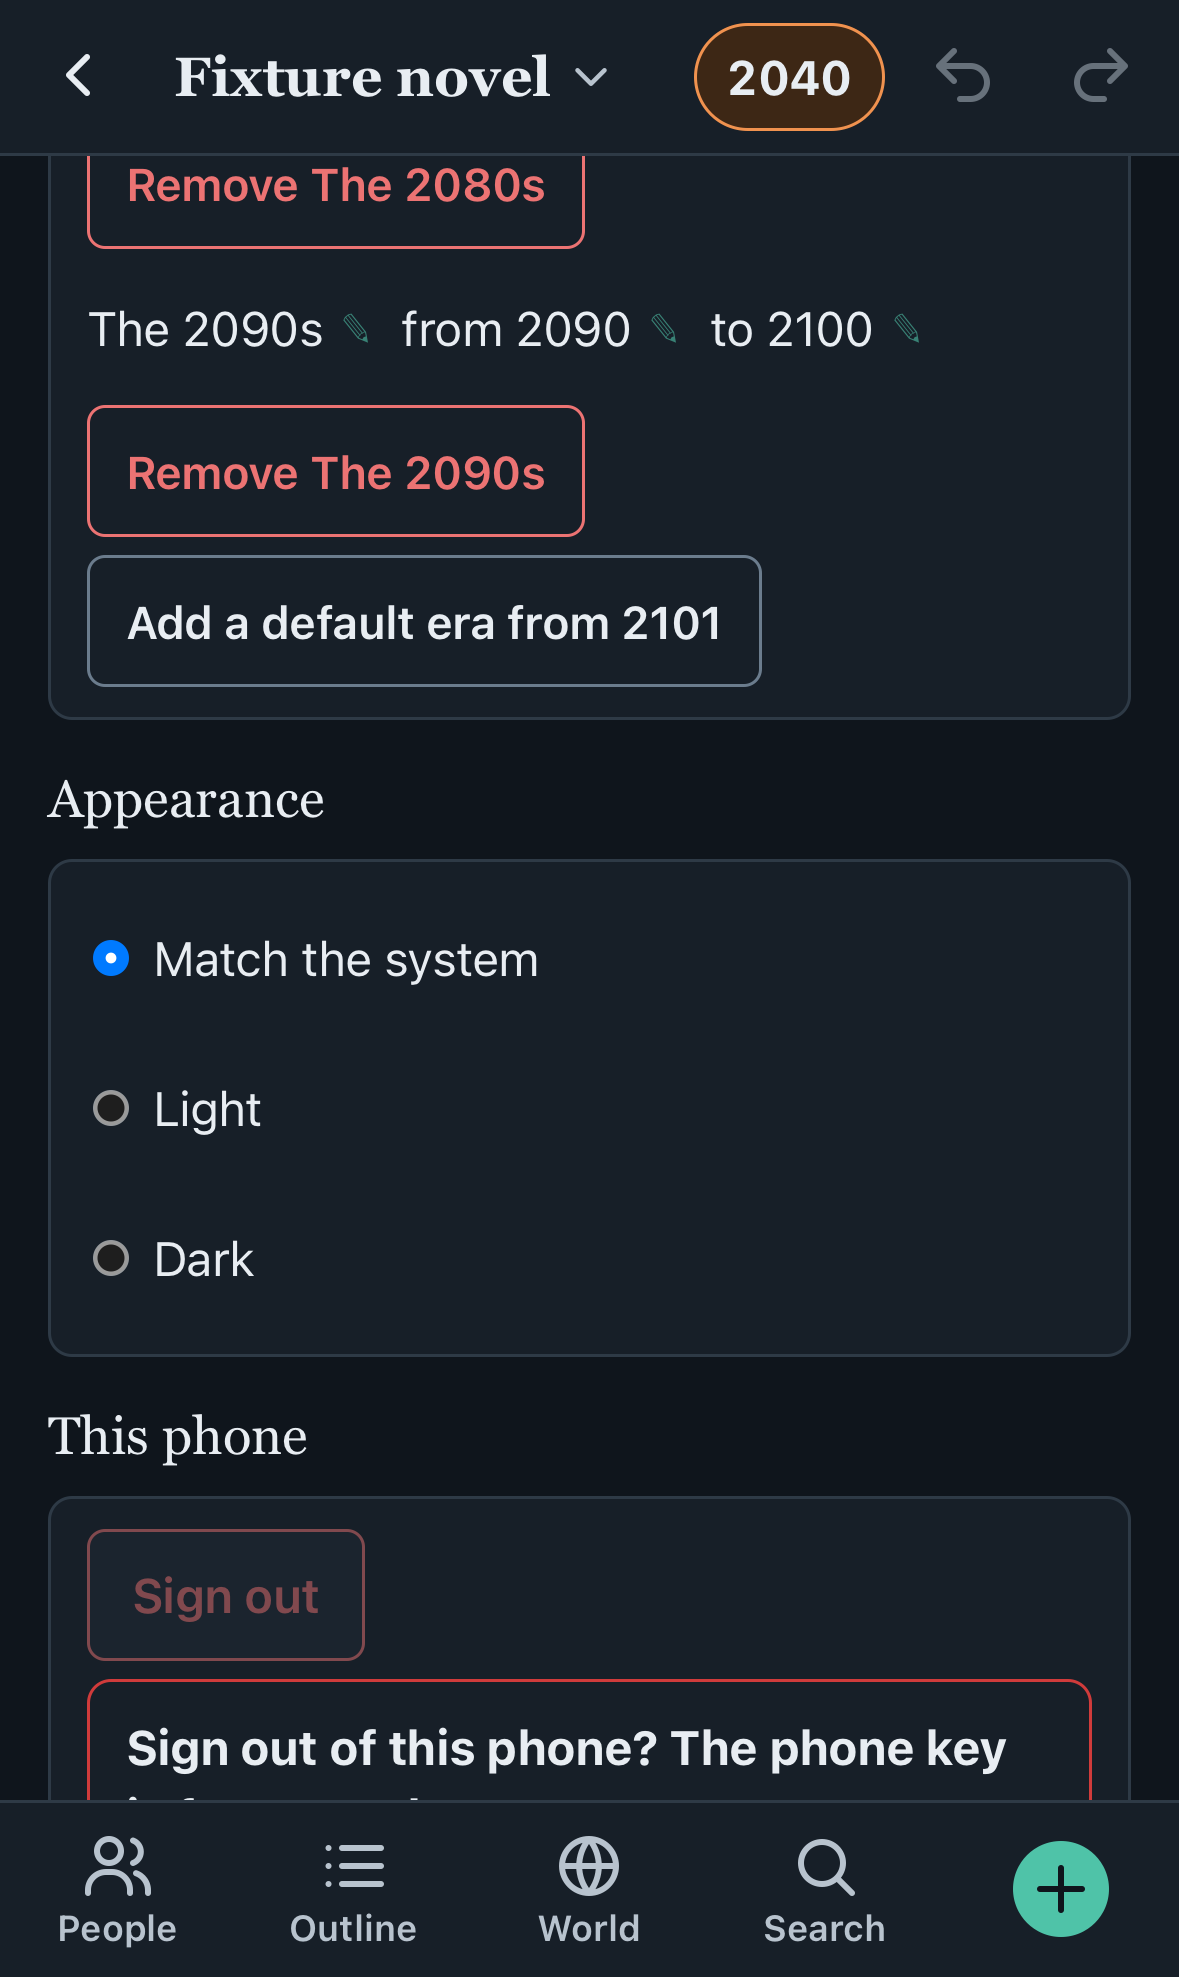 Fixture novel
2040
Remove The 2080s
The 2090s from 2090 to 2100
Remove The 2090s
Add a default era from 2101
Appearance
Match the system
Light
Dark
This phone
Sign out
Sign out of this phone? The phone key
People
Outline
World
Search